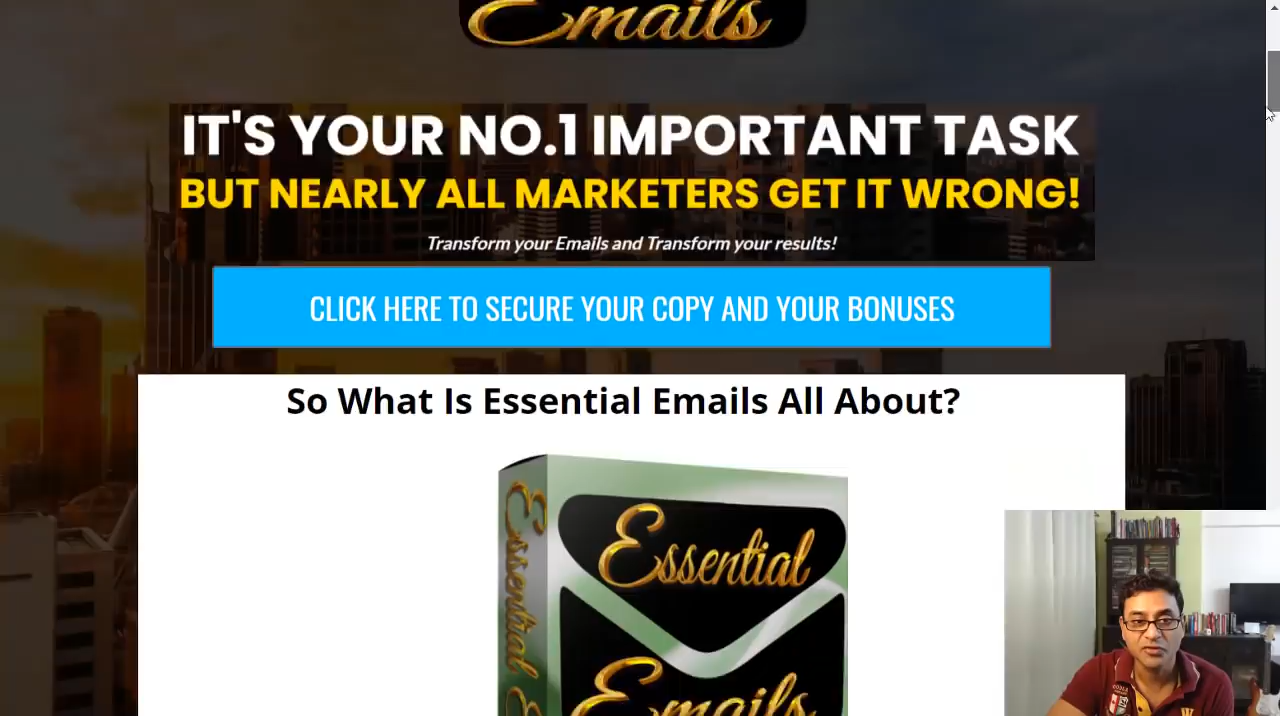 Emails
IT'S YOUR NO.1 IMPORTANT TASK
BUT NEARLY ALL MARKETERS GET IT WRONG!
Transform your Emails and Transform your results!
CLICK HERE TO SECURE YOUR COPY AND YOUR BONUSES
So What Is Essential Emails All About?
Essential
Essential
Emails